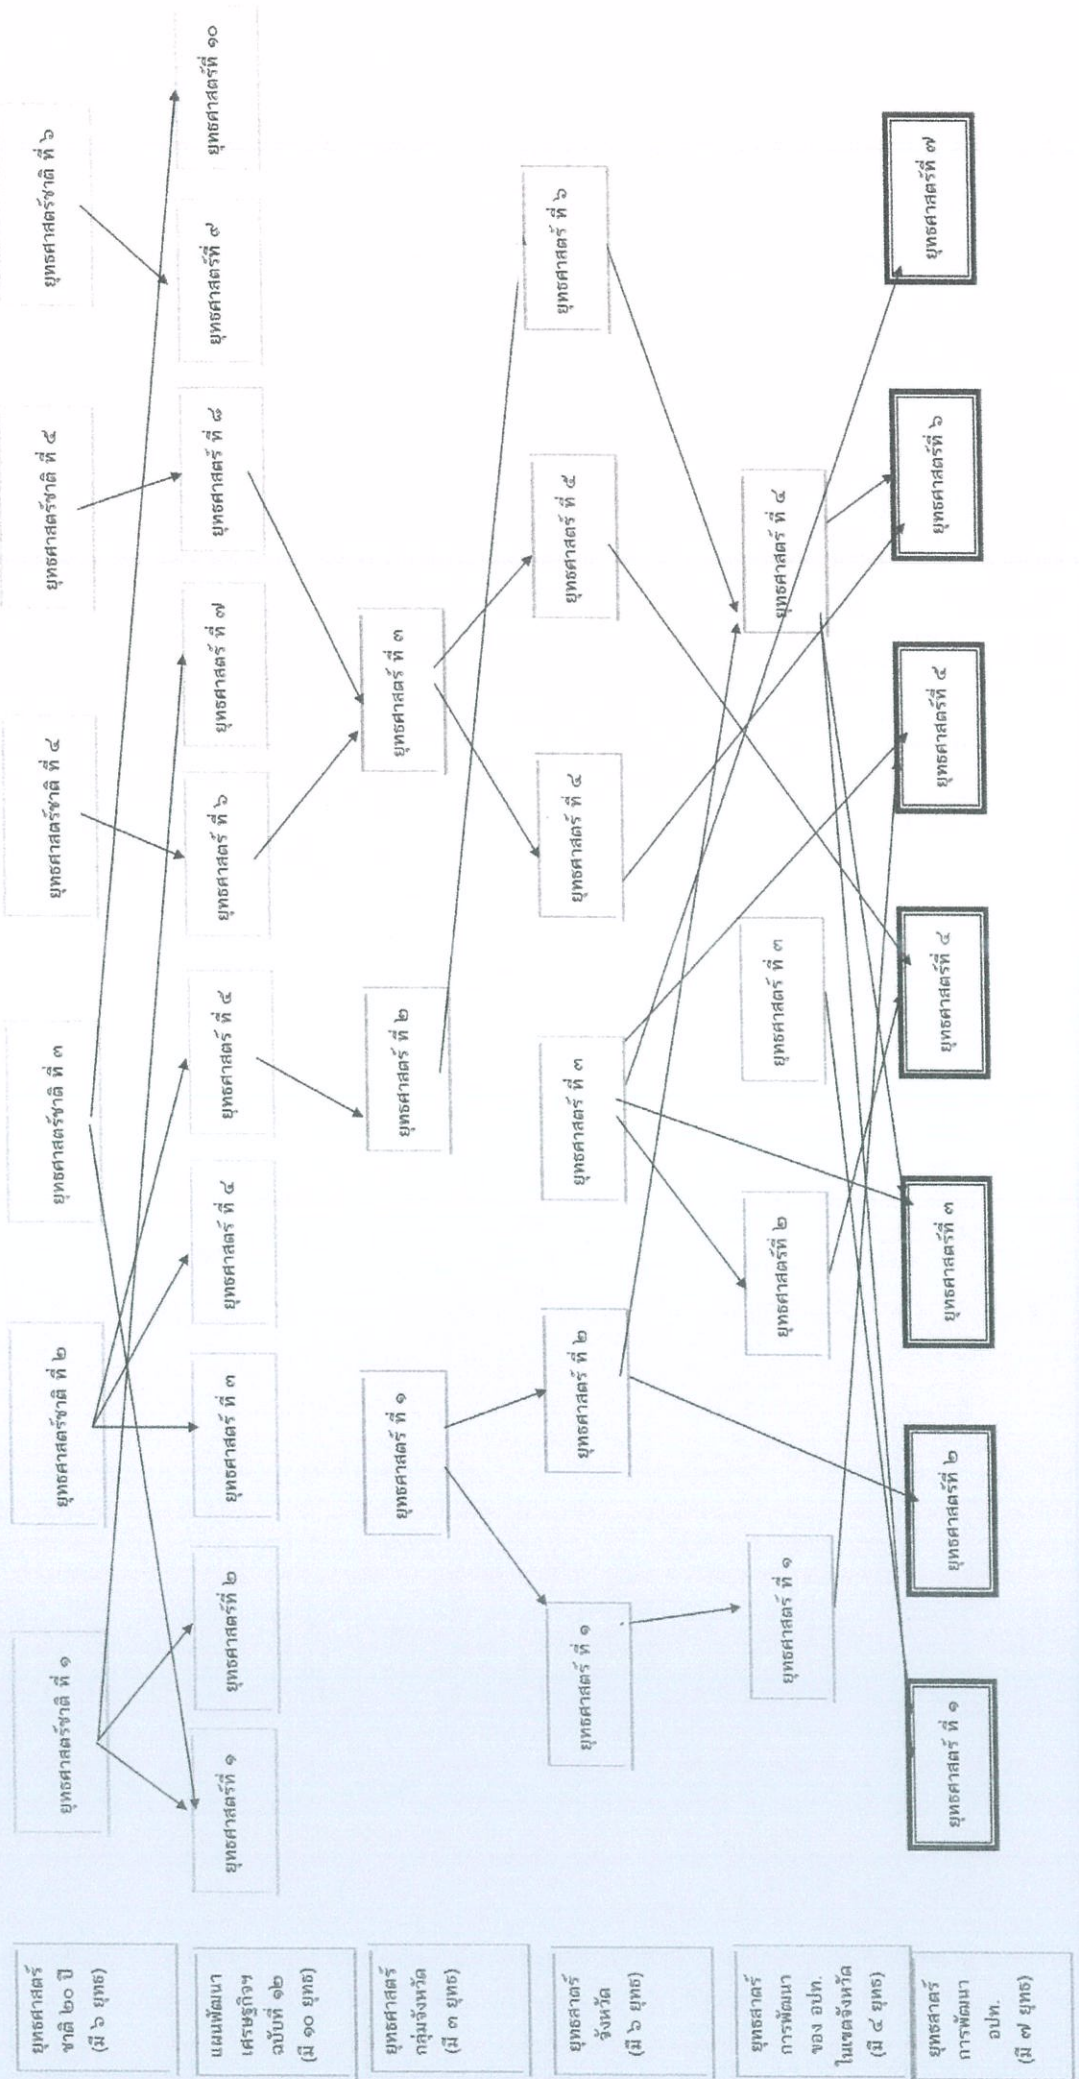 ยุทธศาสตร์
ชาติ ๒๐ ปี
(มี ๖ ยุทธ)
ยุทธศาสตร์ชาติ ที่ ๑
ยุทธศาสตร์ชาติ ที่ ๒
ยุทธศาสตร์ชาติ ที่ ๓
ยุทธศาสตร์ชาติ ที่ ๔
ยุทธศาสตร์ชาติ ที่ ๕
ยุทธศาสตร์ชาติ ที่ ๖
แผนพัฒนา
เศรษฐกิจฯ
ฉบับที่ ๑๒
(มี ๑๐ ยุทธ)
ยุทธศาสตร์ที่ ๑
ยุทธศาสตร์ที่ ๒
ยุทธศาสตร์ ที่ ๓
ยุทธศาสตร์ ที่ ๔
ยุทธศาสตร์ ที่ ๕
ยุทธศาสตร์ ที่ ๖
ยุทธศาสตร์ ที่ ๗
ยุทธศาสตร์ ที่ ๘
ยุทธศาสตร์ที่ ๙
ยุทธศาสตร์ที่ ๑๐
ยุทธศาสตร์
กลุ่มจังหวัด
(มี ๓ ยุทธ)
ยุทธศาสตร์ ที่ ๑
ยุทธศาสตร์ ที่ ๒
ยุทธศาสตร์ ที่ ๓
ยุทธสาตร์
จังหวัด
(มี ๖ ยุทธ)
ยุทธศาสตร์ ที่ ๑
ยุทธศาสตร์ ที่ ๒
ยุทธศาสตร์ ที่ ๓
ยุทธศาสตร์ ที่ ๔
ยุทธศาสตร์ ที่ ๕
ยุทธศาสตร์ ที่ ๖
ยุทธสาตร์
การพัฒนา
ของ อปท.
ในเขตจังหวัด
(มี ๔ ยุทธ)
ยุทธศาสตร์ ที่ ๑
ยุทธศาสตร์ที่ ๒
ยุทธศาสตร์ ที่ ๓
ยุทธศาสตร์ ที่ ๔
ยุทธสาตร์
การพัฒนา
อปท.
(มี ๗ ยุทธ)
ยุทธศาสตร์ ที่ ๑
ยุทธศาสตร์ที่ ๒
ยุทธศาสตร์ที่ ๓
ยุทธศาสตร์ที่ ๔
ยุทธศาสตร์ที่ ๕
ยุทธศาสตร์ที่ ๖
ยุทธศาสตร์ที่ ๗